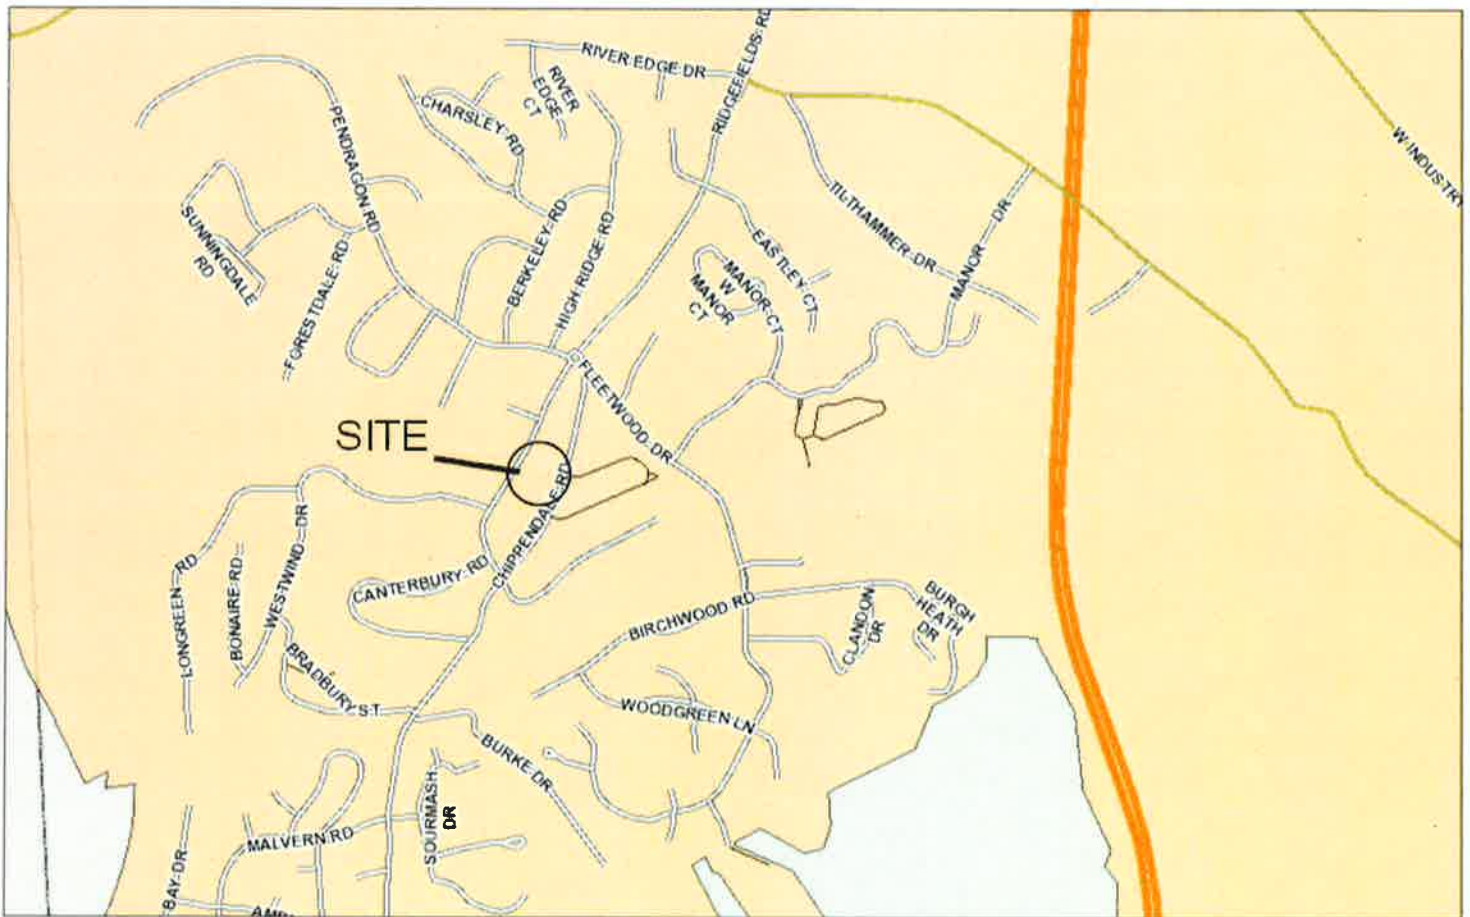 RIVER EDGE DR
RIDGEFIELDS RD
RIVER
EDGE
CT
CHARSLEY RD
PENDRAGON RD
W INDUSTRY
TILTHAMMER DR
SUNNINGDALE
RD
FORESTDALE RD
BERKELEY RD
HIGH RIDGE RD
EASTLEY CT
MANOR CT
W
MANOR
CT
MANOR DR
FLEETWOOD DR
SITE
CHIPPENDALE RD
CANTERBURY RD
LONGREEN RD
BONAIRE RD
WESTWIND DR
BRADBURY ST
BIRCHWOOD RD
CLANDON
DR
BURGH
HEATH
DR
WOODGREEN LN
BURKE DR
SOURMASH
DR
MALVERN RD
BAY DR